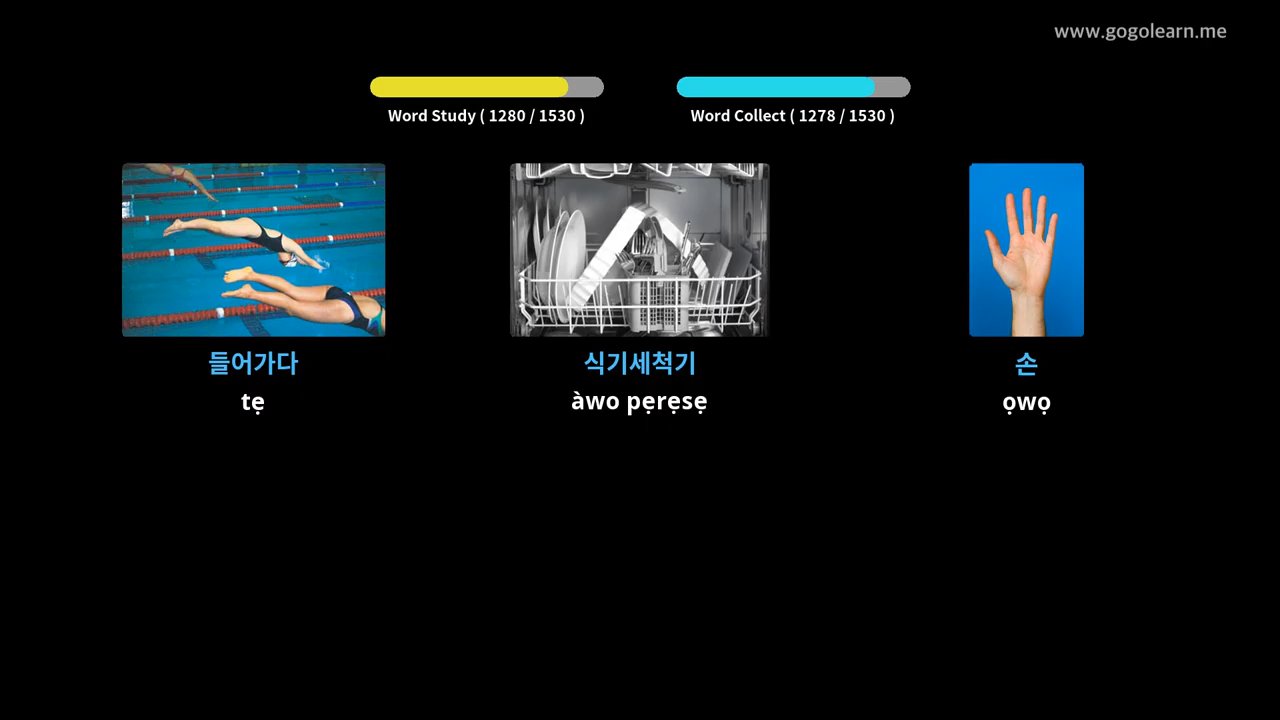 www.gogolearn.me
Word Study ( 1280 / 1530 )
Word Collect ( 1278 / 1530 )
들어가다
식기세척기
손
tẹ
àwo pẹrẹsẹ
ọwọ